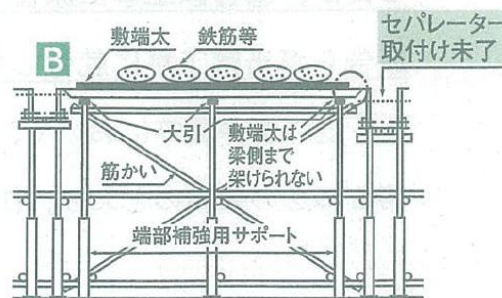 敷端太
鉄筋等
セパレーター
取付け未了
B
大引
敷端太は
梁側まで
架けられない
筋かい
端部補強用サポート